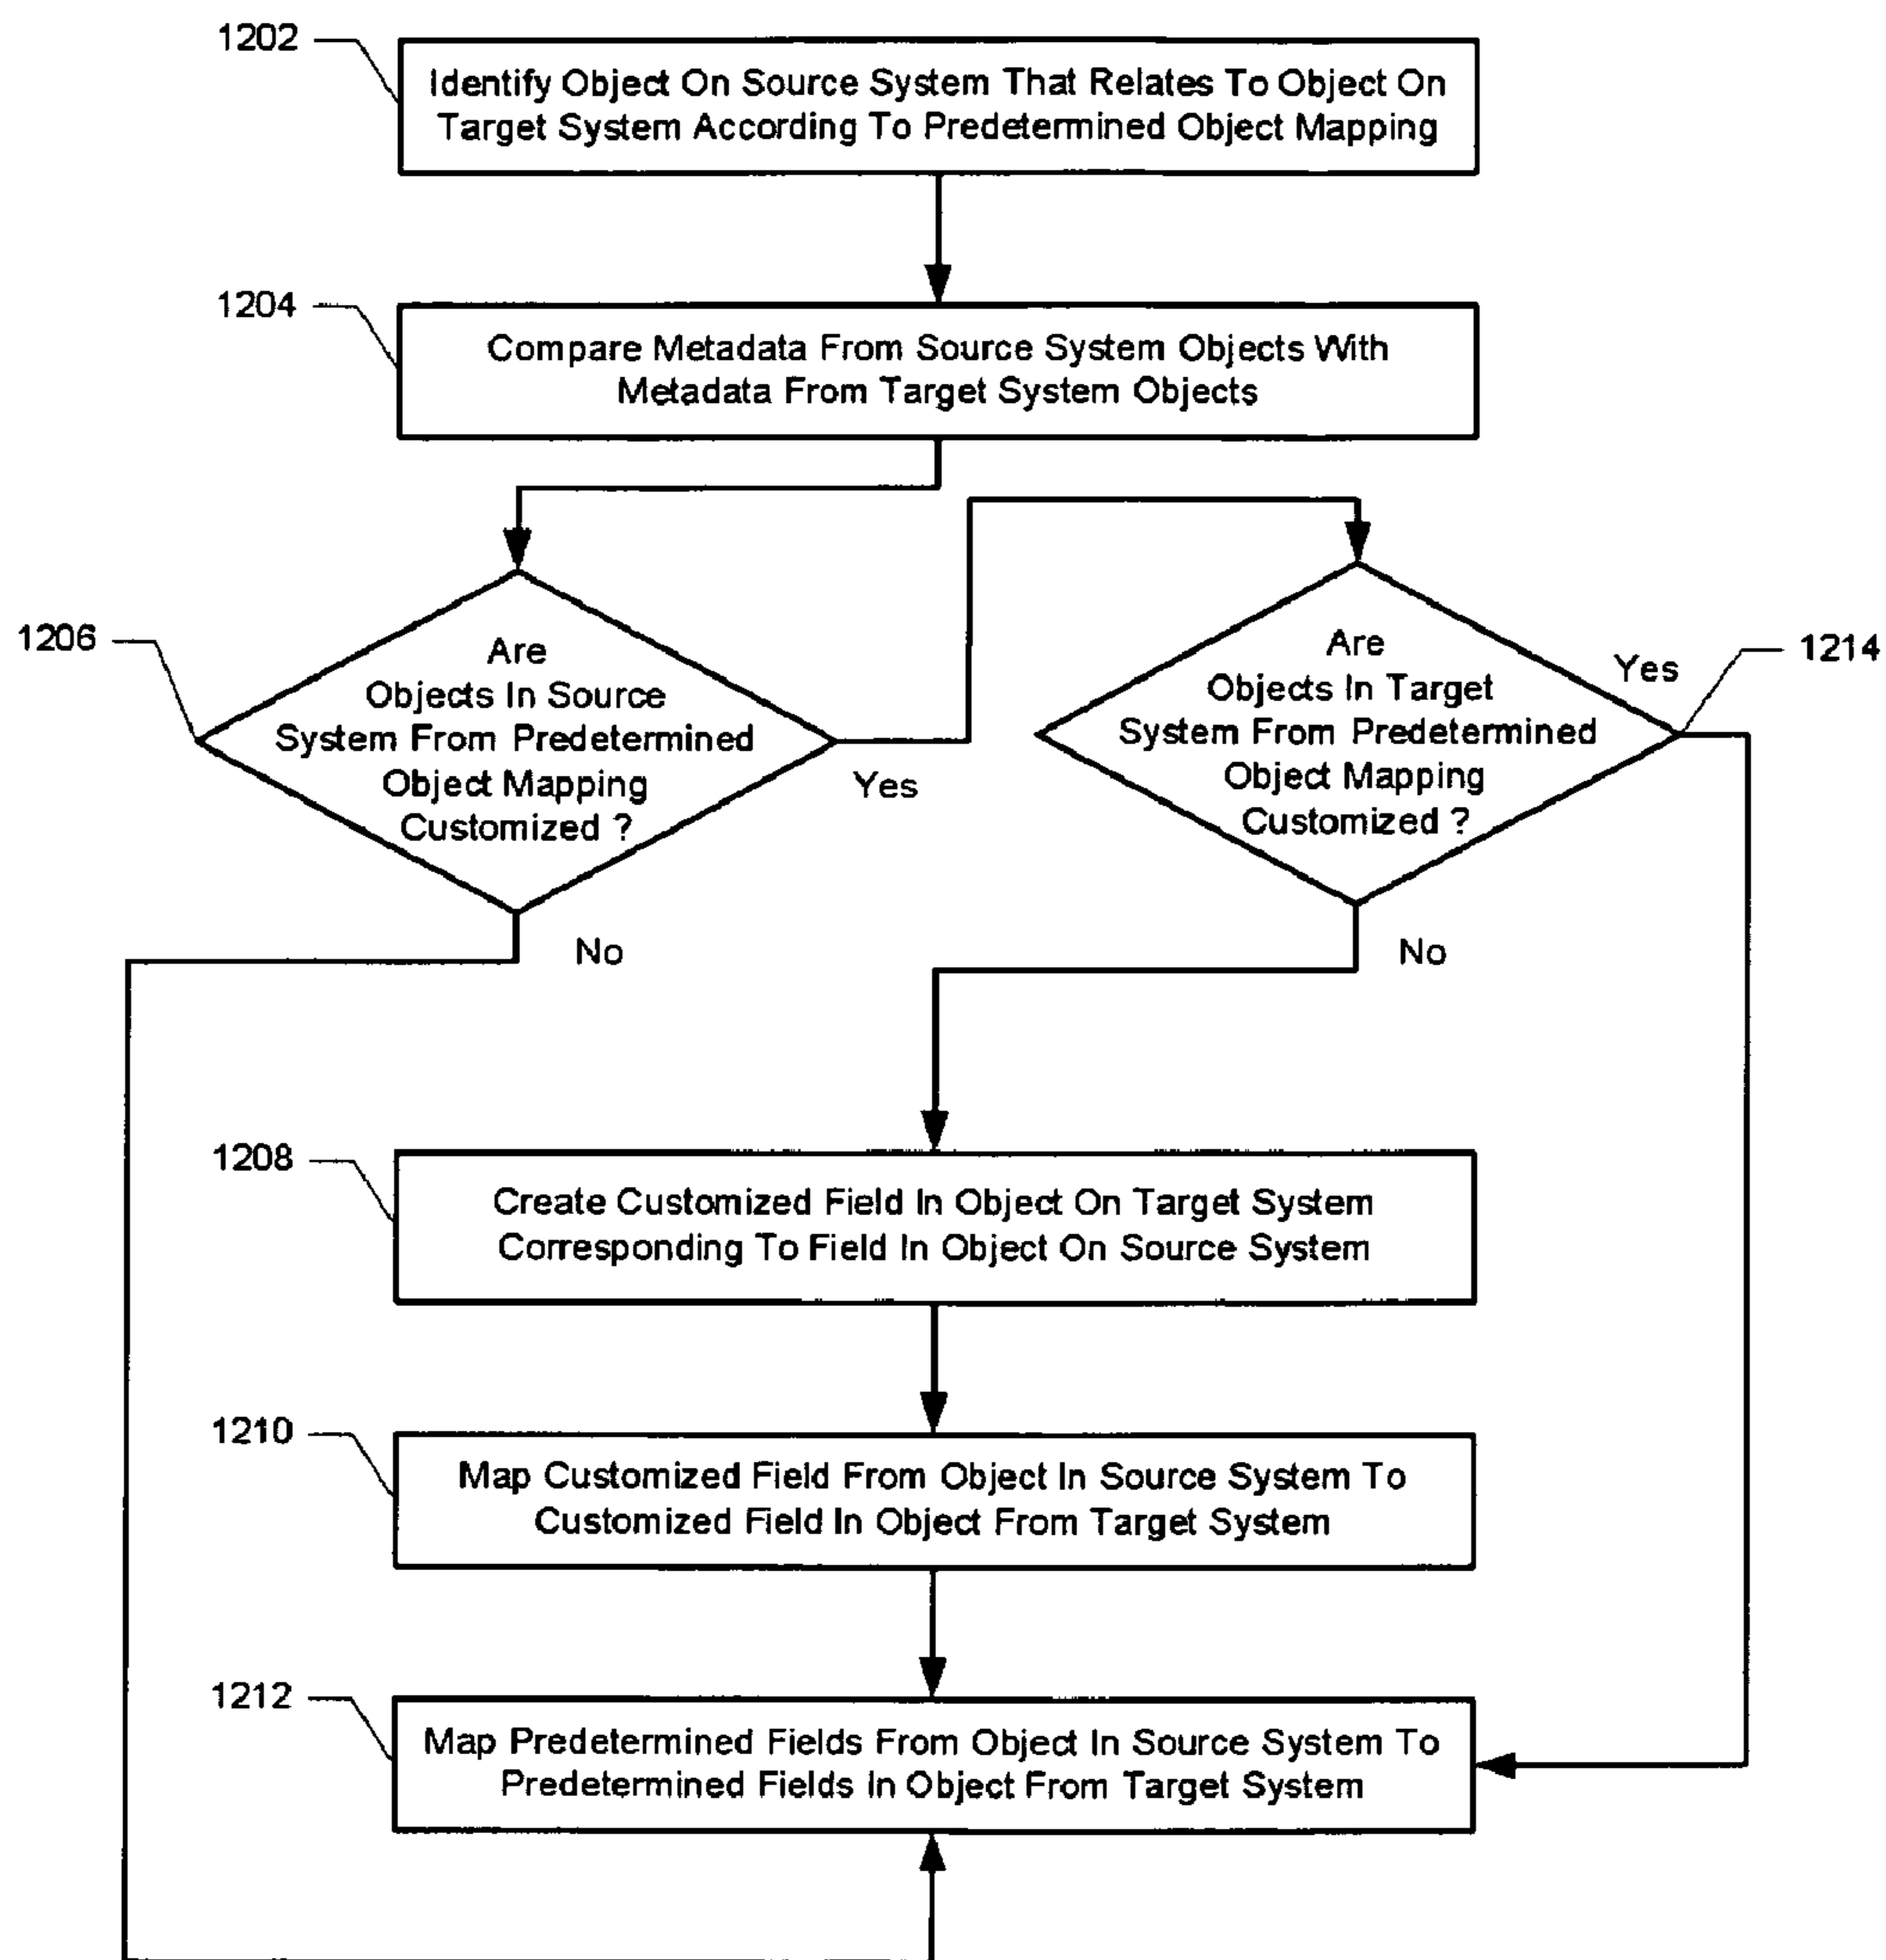 1202
Identify Object On Source System That Relates To Object On
Target System According To Predetermined Object Mapping
1204
Compare Metadata From Source System Objects With
Metadata From Target System Objects
1206
Are
Objects In Source
System From Predetermined
Object Mapping
Customized ?
Yes
No
Are
Objects In Target
System From Predetermined
Object Mapping
Customized ?
Yes
1214
No
1208
Create Customized Field In Object On Target System
Corresponding To Field In Object On Source System
1210
Map Customized Field From Object In Source System To
Customized Field In Object From Target System
1212
Map Predetermined Fields From Object In Source System To
Predetermined Fields In Object From Target System